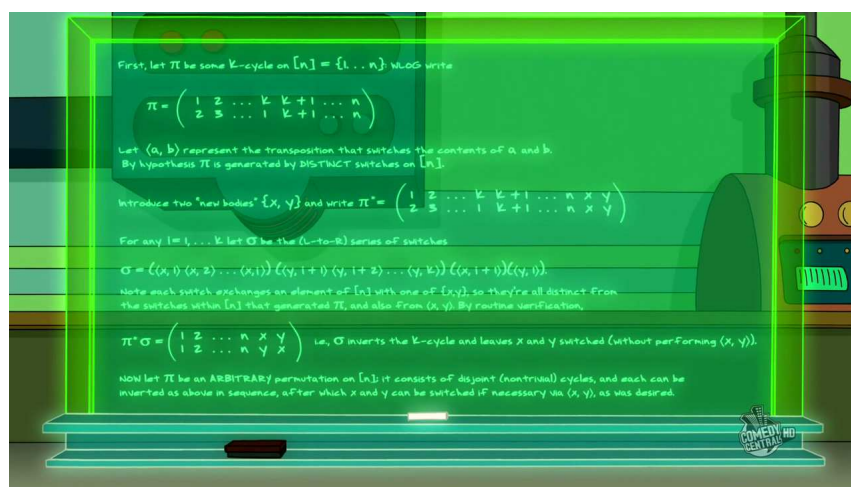 First, let π be some k-cycle on [n] = {1. . . n}: WLOG write
π = ( 1 2 ... k k+1 ... n
2 3 ... 1 k+1 ... n )
Let ⟨a, b⟩ represent the transposition that switches the contents of a and b.
By hypothesis π is generated by DISTINCT switches on [n].
Introduce two "new bodies" {x, y} and write π* = ( 1 2 ... k k+1 ... n x y
2 3 ... 1 k+1 ... n x y )
For any i=1, ... k let σ be the (L-to-R) series of switches
σ = (⟨x, 1⟩ ⟨x, 2⟩ ... ⟨x, i⟩) (⟨y, i+1⟩ ⟨y, i+2⟩ ... ⟨y, k⟩) (⟨x, i+1⟩)(⟨y, 1⟩).
Note each switch exchanges an element of [n] with one of {x,y}, so they're all distinct from
the switches within [n] that generated π, and also from ⟨x, y⟩. By routine verification,
π* σ = ( 1 2 ... n x y
1 2 ... n y x ) i.e., σ inverts the k-cycle and leaves x and y switched (without performing ⟨x, y⟩).
NOW let π be an ARBITRARY permutation on [n]; it consists of disjoint (nontrivial) cycles, and each can be
inverted as above in sequence, after which x and y can be switched if necessary via ⟨x, y⟩, as was desired.
COMEDY
CENTRAL HD